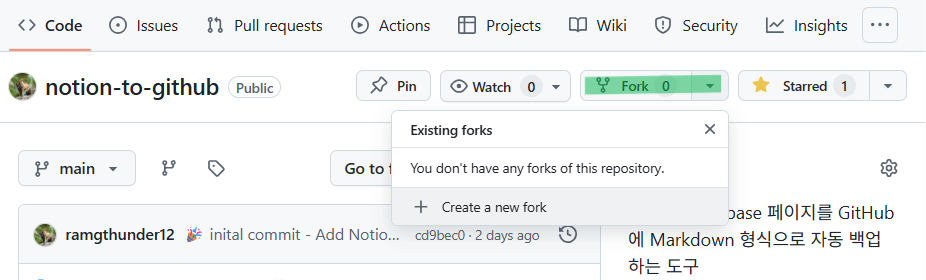 Code Issues Pull requests Actions Projects Wiki Security Insights ...
notion-to-github Public Pin Watch 0 Fork 0 Starred 1
Existing forks
main Go to f
You don't have any forks of this repository.
Create a new fork
base 페이지를 GitHub
ramgthunder12 inital commit - Add Notio... cd9bec0 · 2 days ago
에 Markdown 형식으로 자동 백업
하는 도구